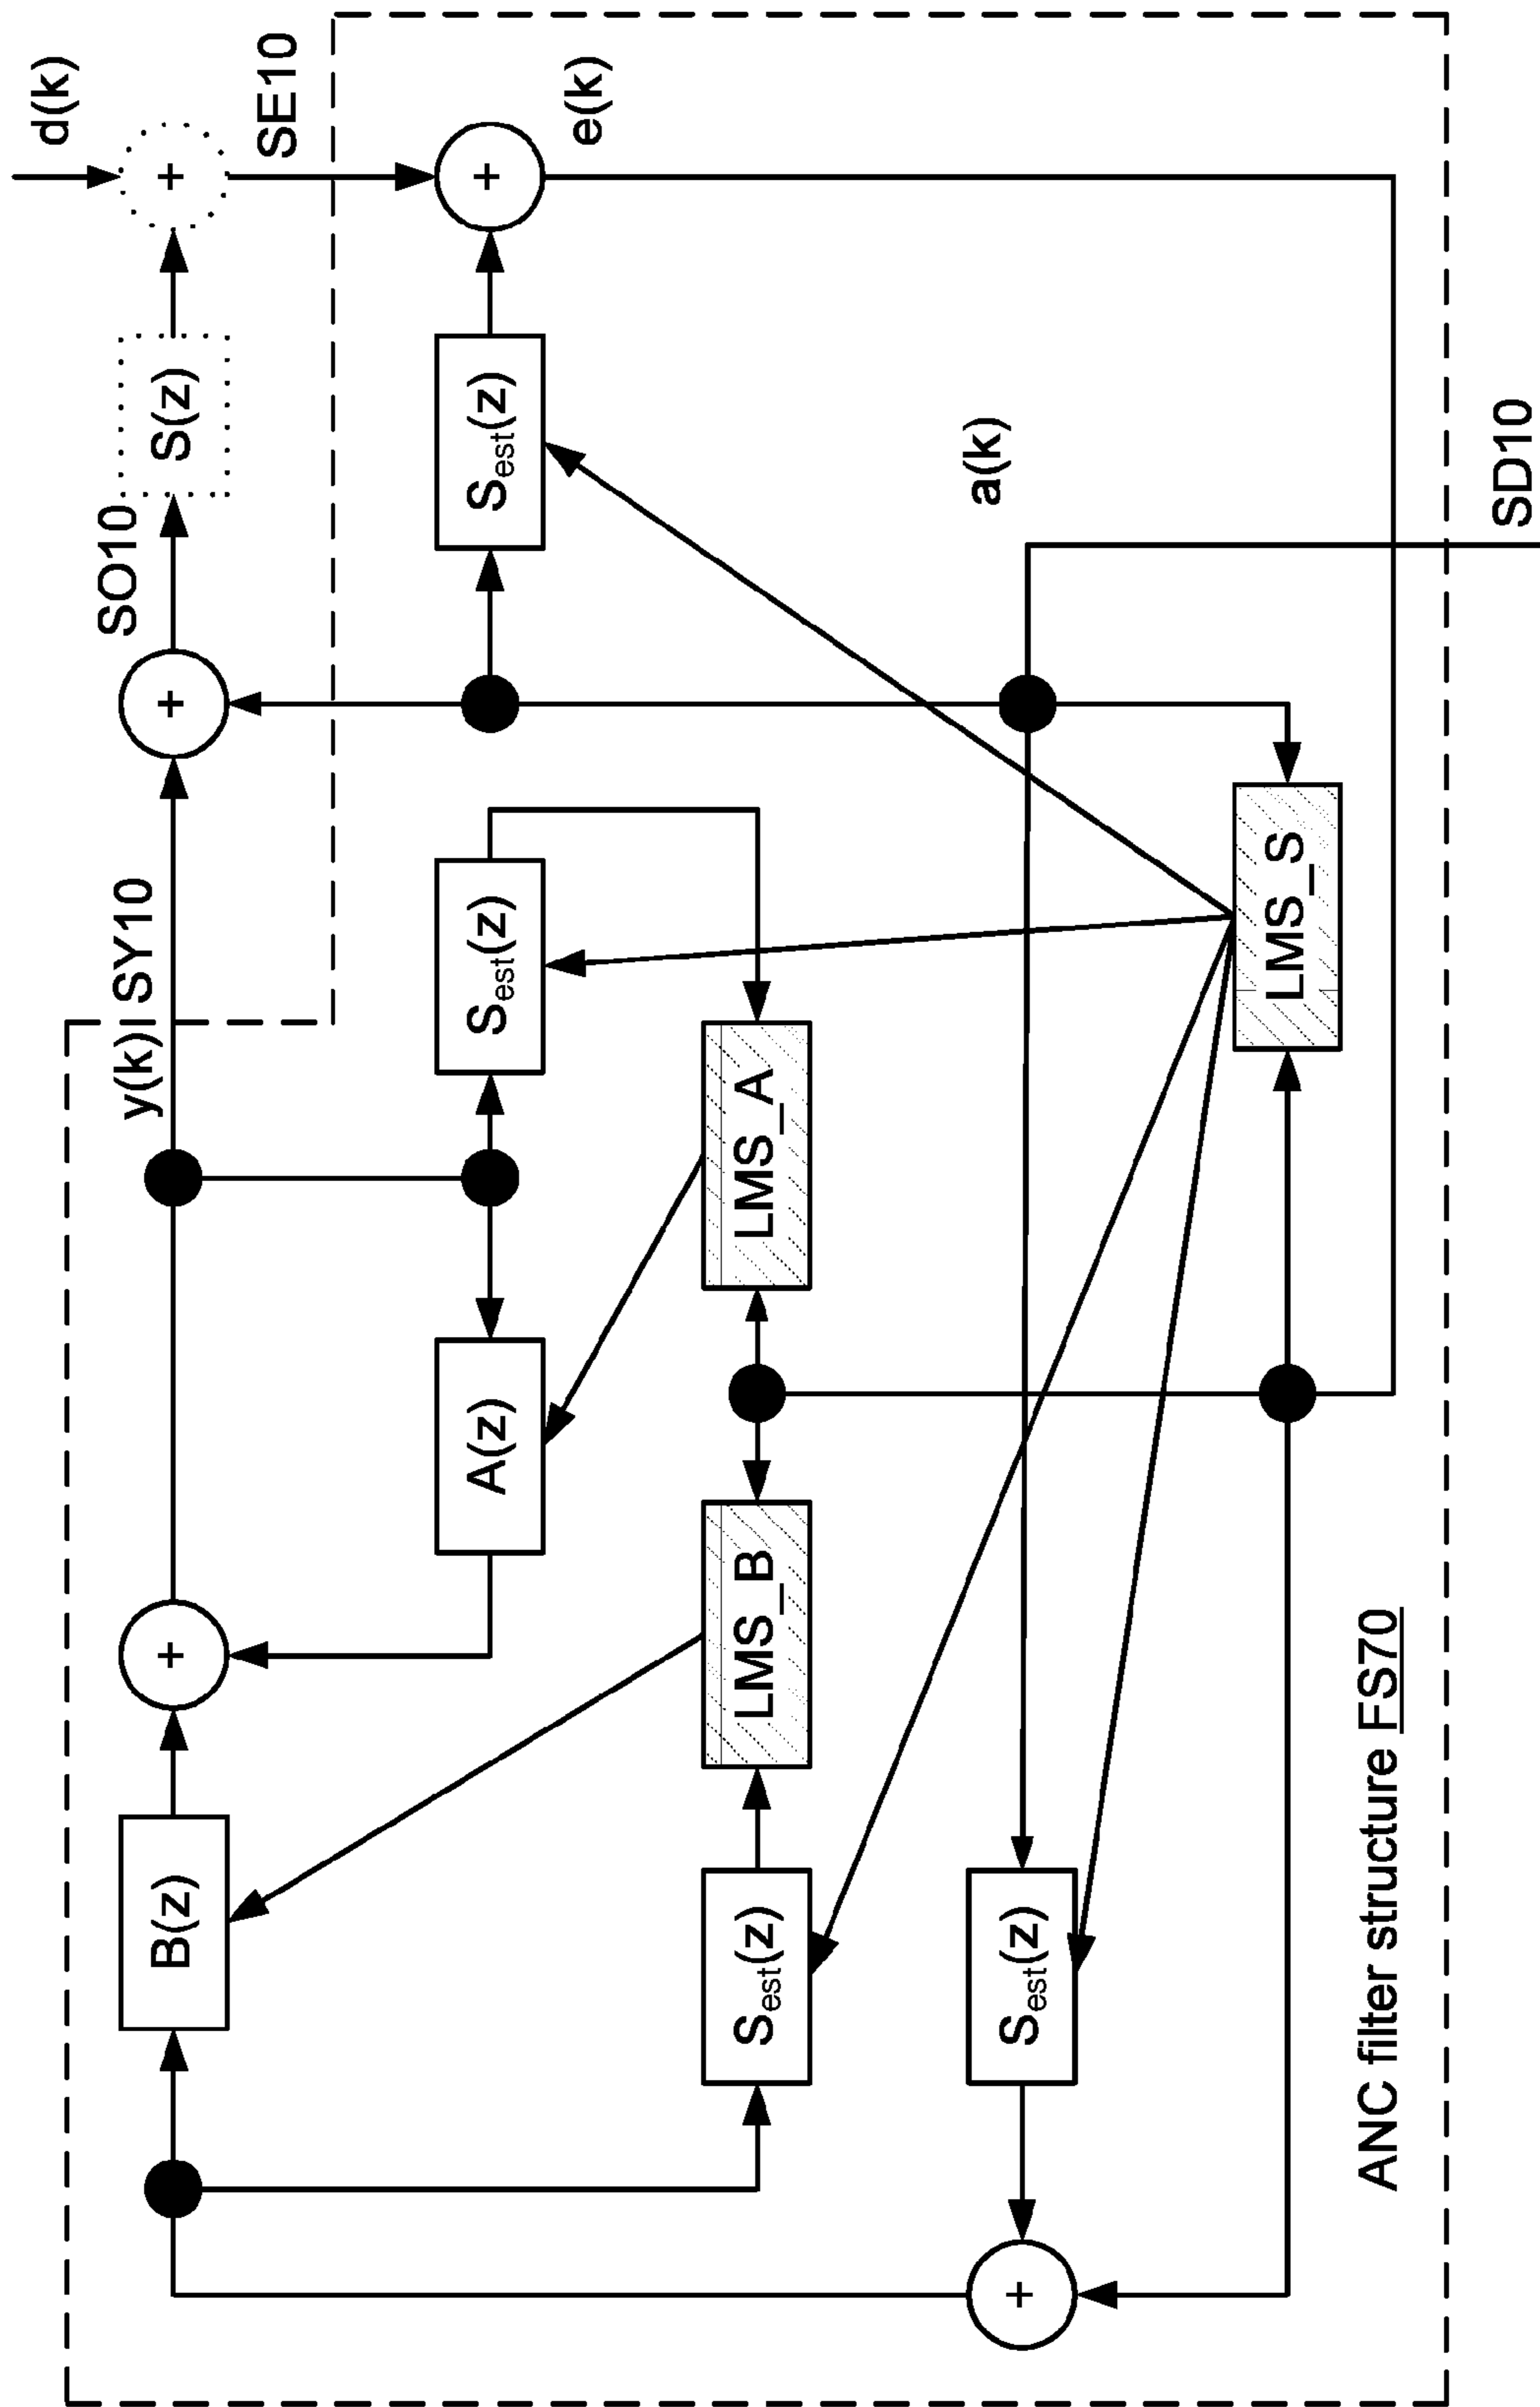 d(k)
SE10
S(z)
SO10
y(k)
SY10
B(z)
e(k)
Sest(z)
Sest(z)
A(z)
LMS_A
LMS_B
Sest(z)
a(k)
Sest(z)
LMS_S
SD10
ANC filter structure FS70
+
+
+
+
+